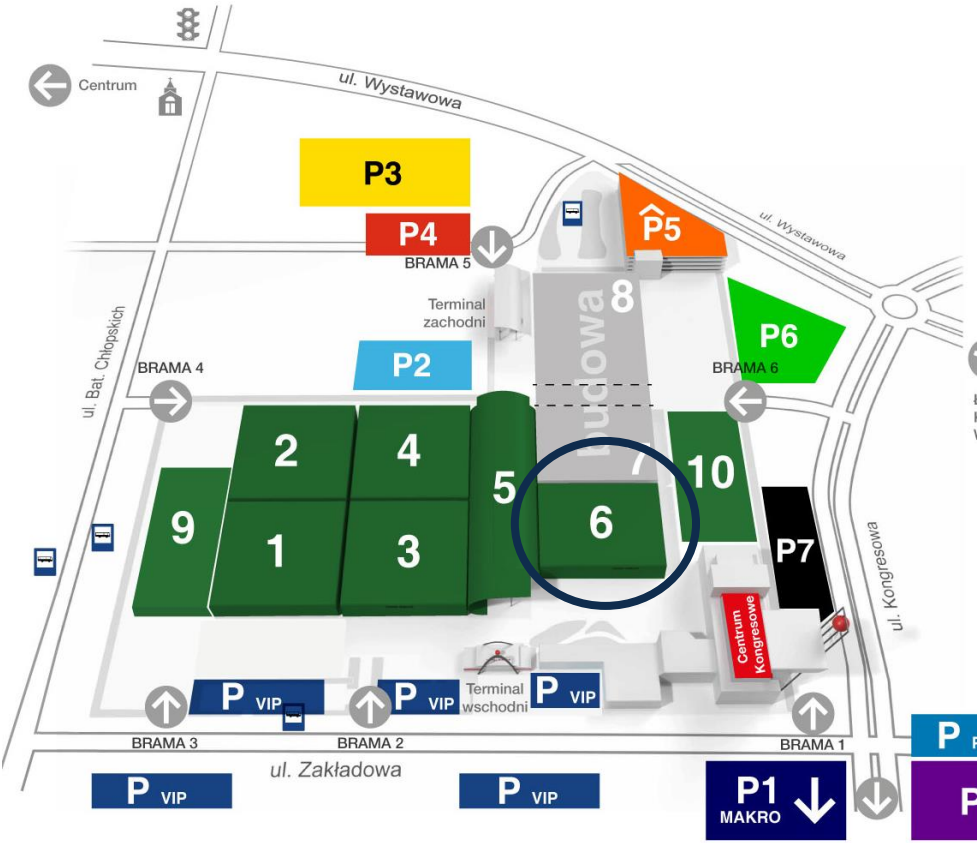 Centrum
ul. Wystawowa
P3
P4
BRAMA 5
P5
ul. Wystawowa
Terminal
zachodni
8
budowa
7
P6
BRAMA 6
P2
BRAMA 4
ul. Bat. Chłopskich
2
4
5
10
9
1
3
6
P7
ul. Kongresowa
Centrum
Kongresowe
Terminal
wschodni
P VIP
P VIP
P VIP
BRAMA 3
BRAMA 2
BRAMA 1
ul. Zakładowa
P VIP
P VIP
P1
MAKRO
P
P